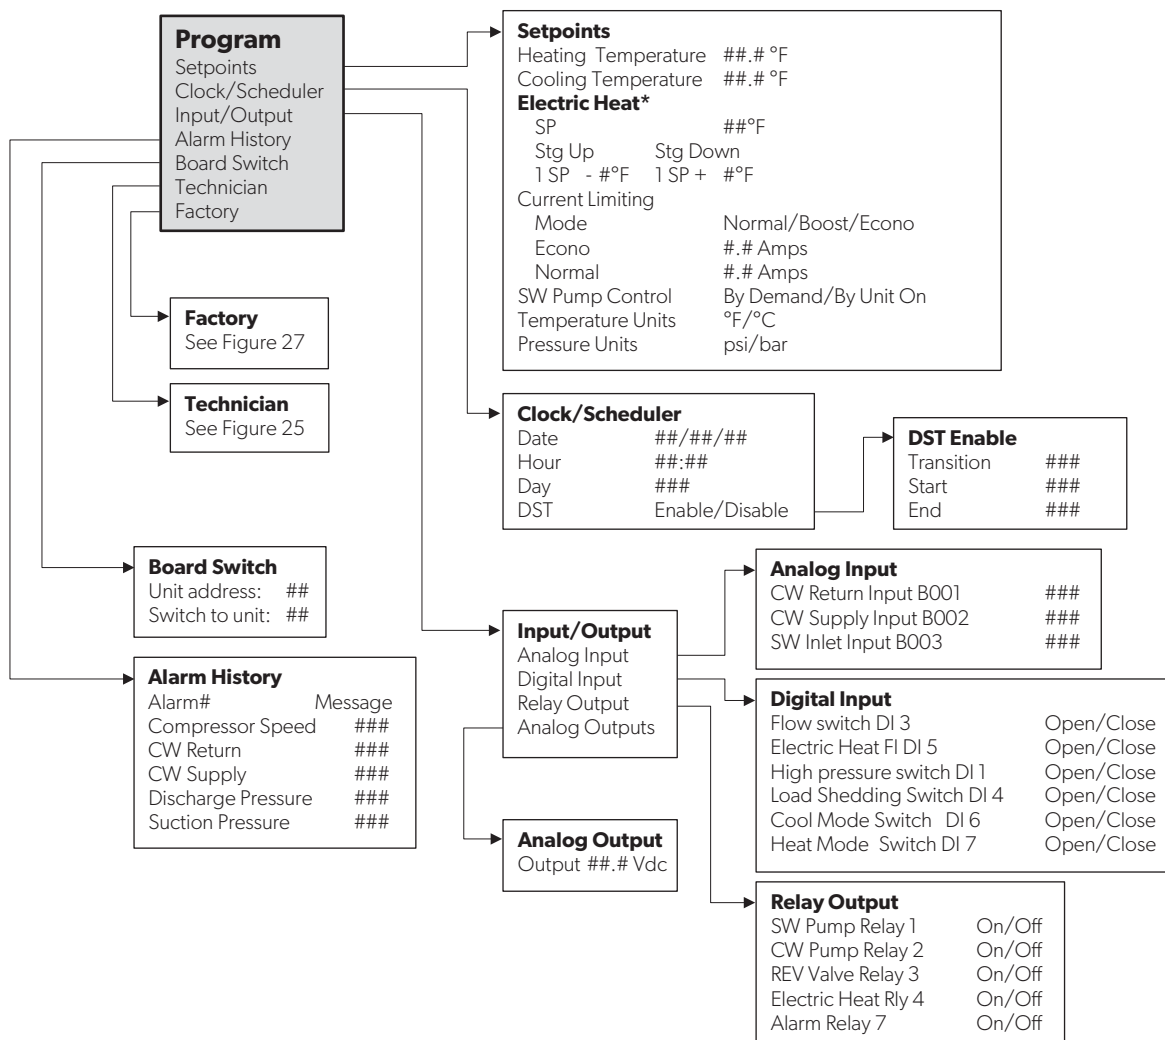 Program
Setpoints
Clock/Scheduler
Input/Output
Alarm History
Board Switch
Technician
Factory
Setpoints
Heating Temperature ##.# °F
Cooling Temperature ##.# °F
Electric Heat*
SP ##°F
Stg Up Stg Down
1 SP - #°F 1 SP + #°F
Current Limiting
Mode Normal/Boost/Econo
Econo #.# Amps
Normal #.# Amps
SW Pump Control By Demand/By Unit On
Temperature Units °F/°C
Pressure Units psi/bar
Factory
See Figure 27
Technician
See Figure 25
Clock/Scheduler
Date ##/##/##
Hour ##:##
Day ###
DST Enable/Disable
DST Enable
Transition ###
Start ###
End ###
Board Switch
Unit address: ##
Switch to unit: ##
Alarm History
Alarm# Message
Compressor Speed ###
CW Return ###
CW Supply ###
Discharge Pressure ###
Suction Pressure ###
Input/Output
Analog Input
Digital Input
Relay Output
Analog Outputs
Analog Output
Output ##.# Vdc
Analog Input
CW Return Input B001 ###
CW Supply Input B002 ###
SW Inlet Input B003 ###
Digital Input
Flow switch DI 3 Open/Close
Electric Heat Fl DI 5 Open/Close
High pressure switch DI 1 Open/Close
Load Shedding Switch DI 4 Open/Close
Cool Mode Switch DI 6 Open/Close
Heat Mode Switch DI 7 Open/Close
Relay Output
SW Pump Relay 1 On/Off
CW Pump Relay 2 On/Off
REV Valve Relay 3 On/Off
Electric Heat Rly 4 On/Off
Alarm Relay 7 On/Off